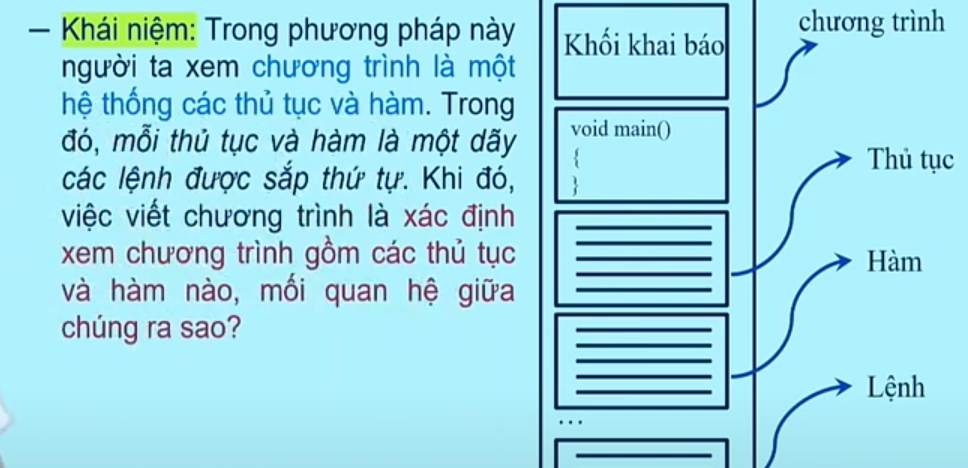 – Khái niệm: Trong phương pháp này
người ta xem chương trình là một
hệ thống các thủ tục và hàm. Trong
đó, mỗi thủ tục và hàm là một dãy
các lệnh được sắp thứ tự. Khi đó,
việc viết chương trình là xác định
xem chương trình gồm các thủ tục
và hàm nào, mối quan hệ giữa
chúng ra sao?
Khối khai báo
void main()
{
}
...
chương trình
Thủ tục
Hàm
Lệnh